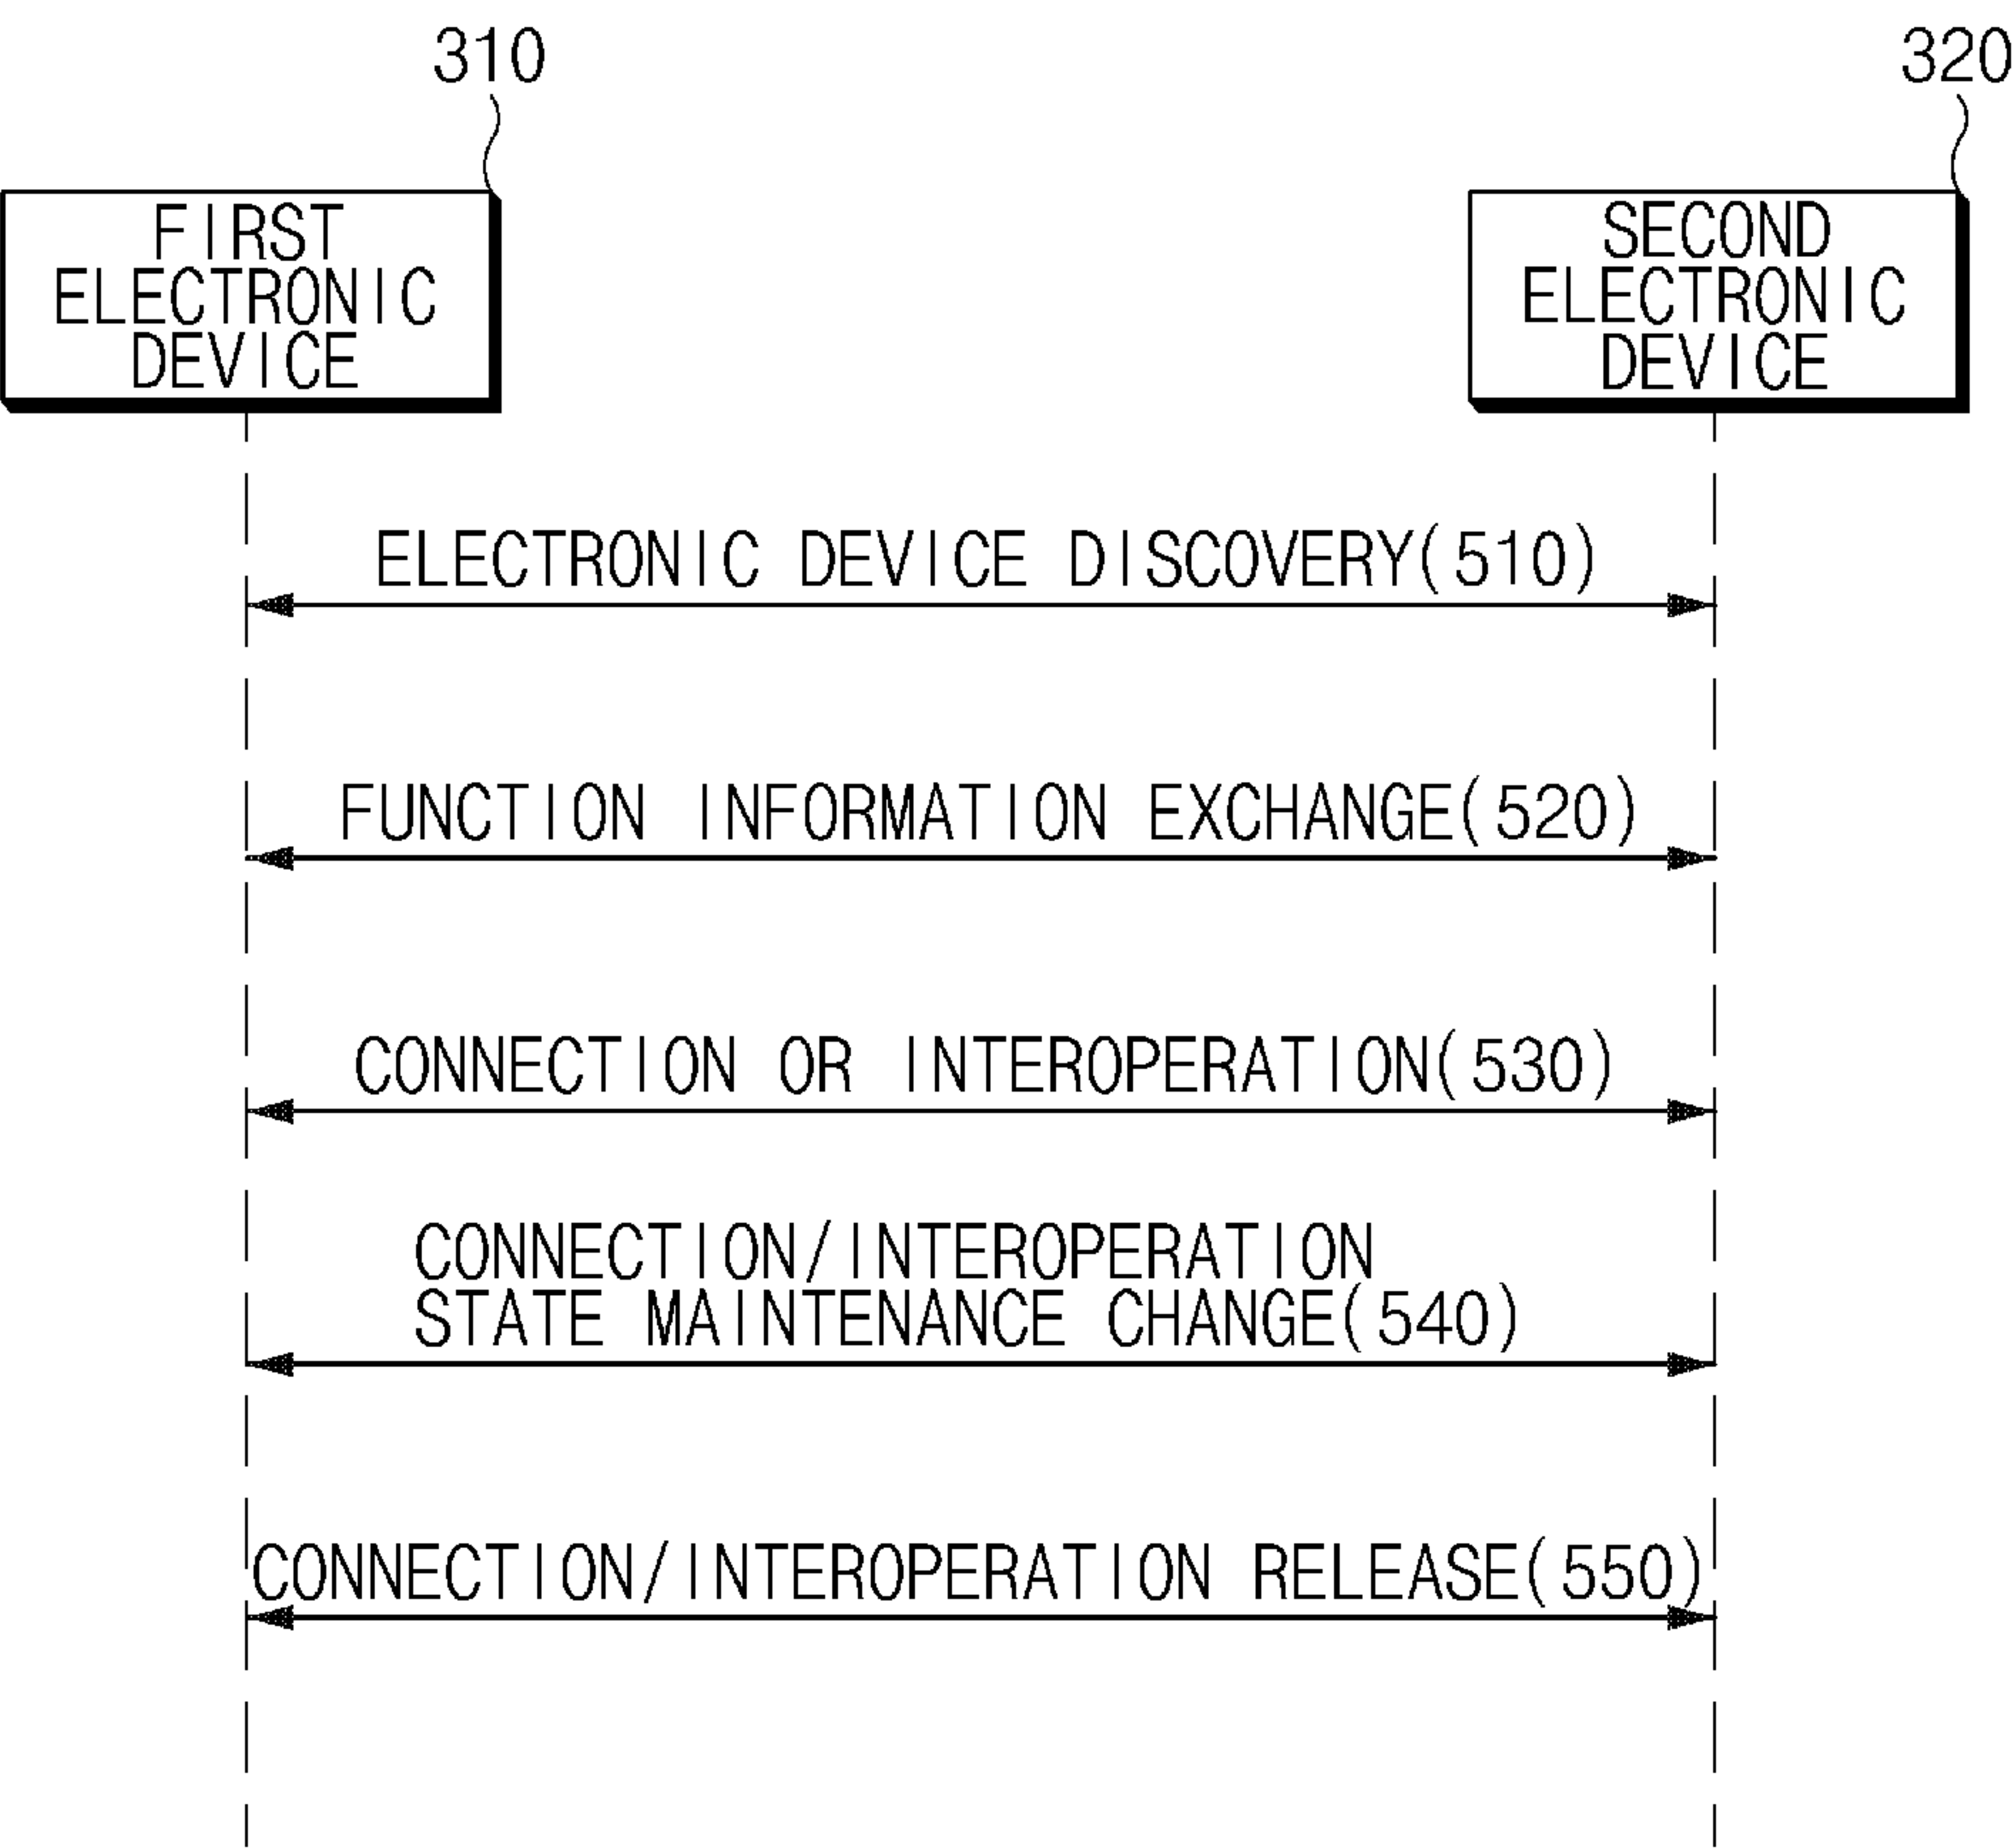 310
320
FIRST
ELECTRONIC
DEVICE
SECOND
ELECTRONIC
DEVICE
ELECTRONIC DEVICE DISCOVERY(510)
FUNCTION INFORMATION EXCHANGE(520)
CONNECTION OR INTEROPERATION(530)
CONNECTION/INTEROPERATION
STATE MAINTENANCE CHANGE(540)
CONNECTION/INTEROPERATION RELEASE(550)